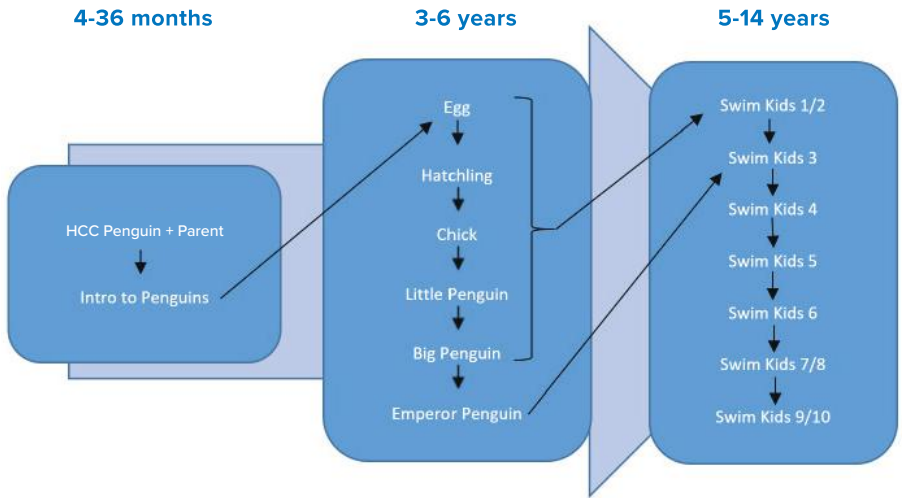 4-36 months
HCC Penguin + Parent
Intro to Penguins
3-6 years
Egg
Hatchling
Chick
Little Penguin
Big Penguin
Emperor Penguin
5-14 years
Swim Kids 1/2
Swim Kids 3
Swim Kids 4
Swim Kids 5
Swim Kids 6
Swim Kids 7/8
Swim Kids 9/10